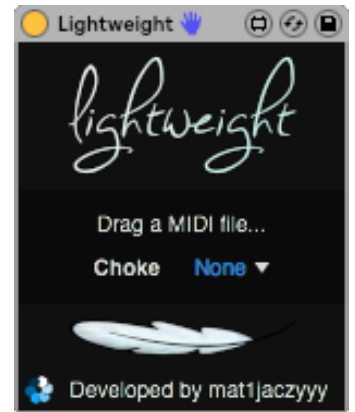 Lightweight
lightweight
Drag a MIDI file...
Choke None
Developed by mat1jaczyyy